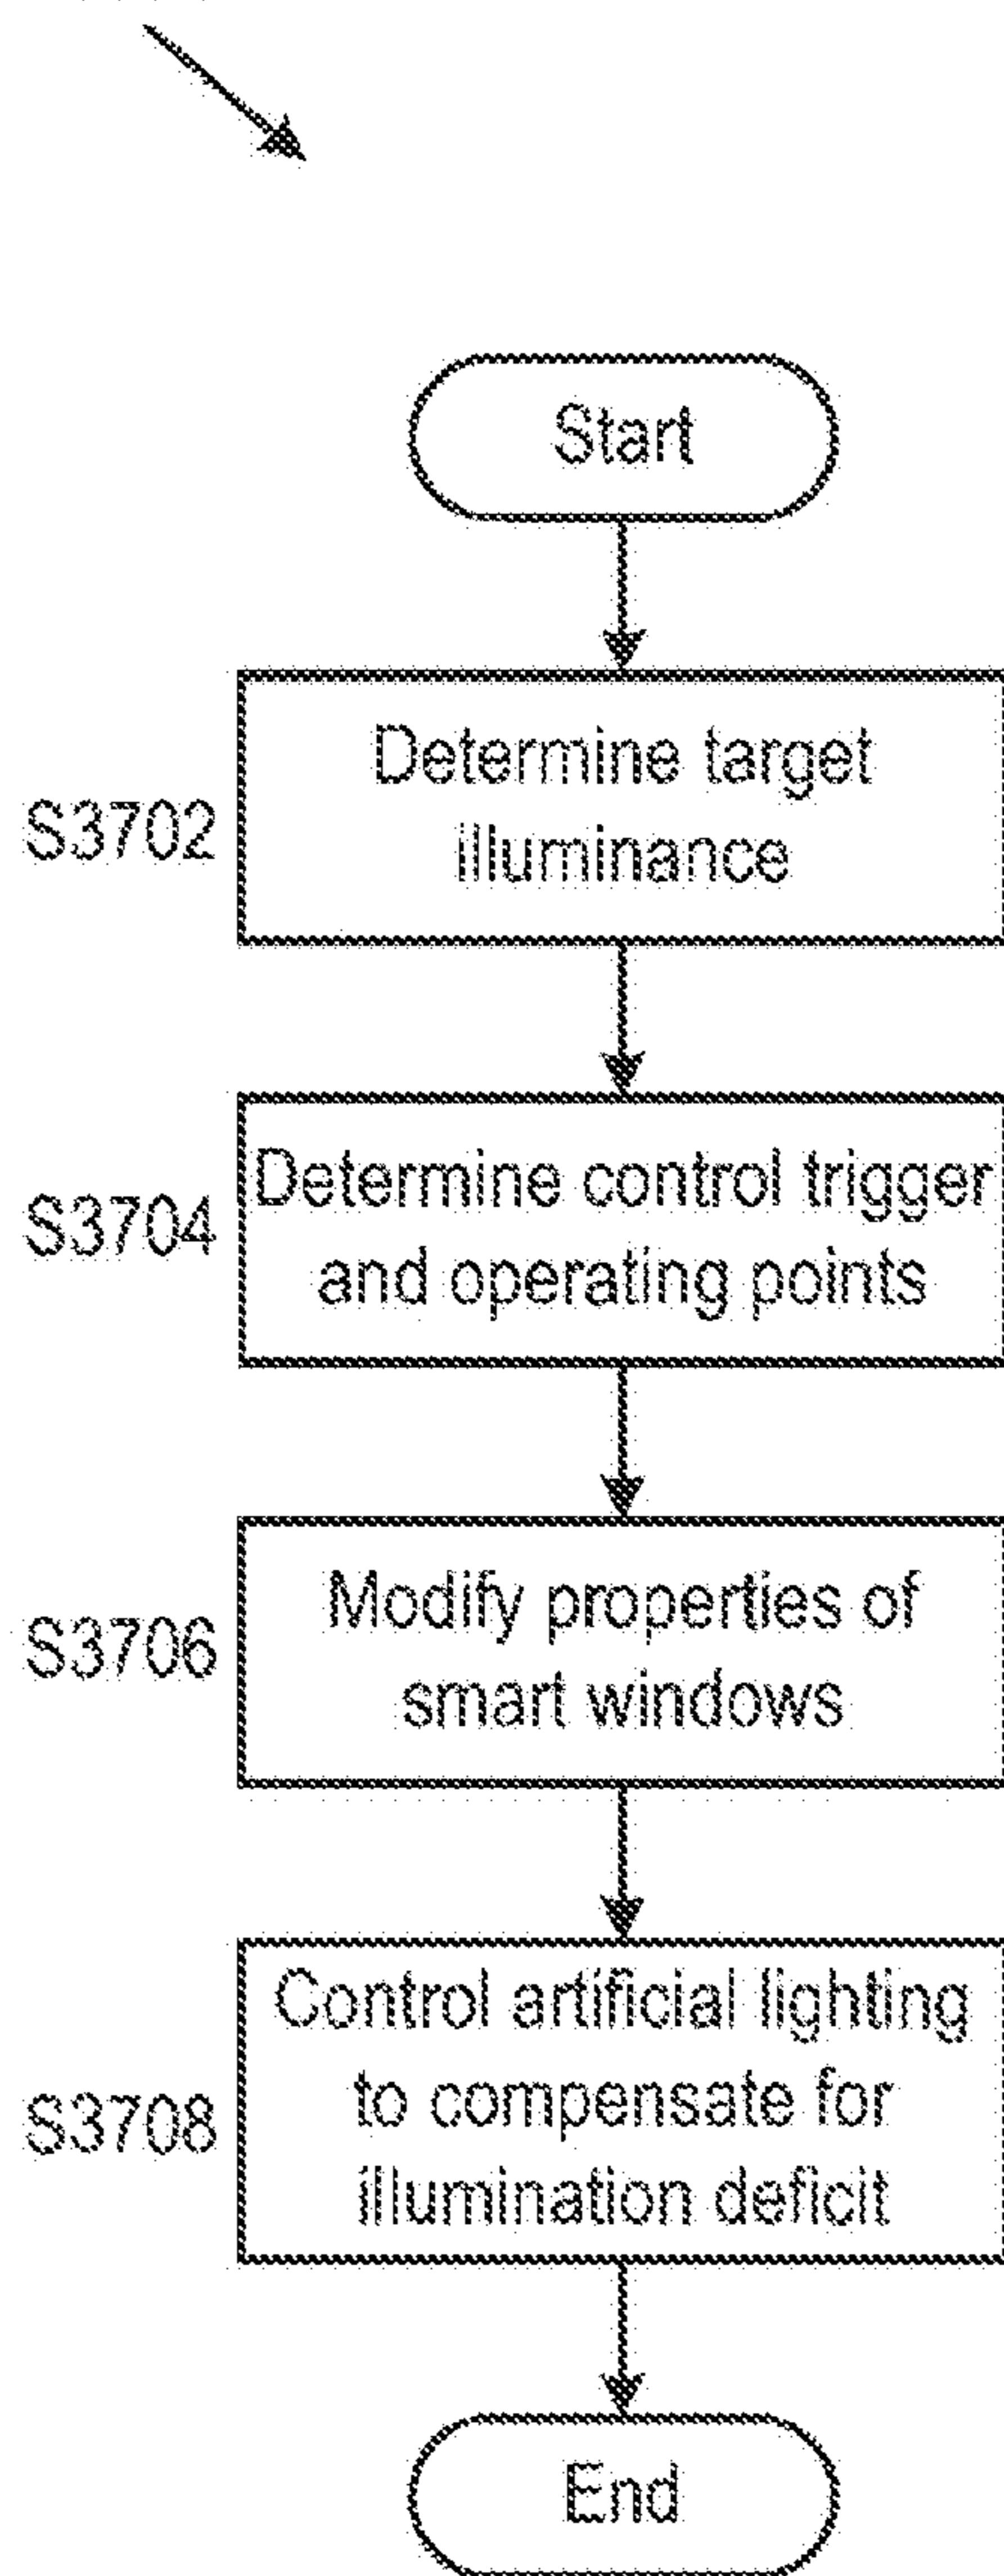 Start
Determine target
illuminance
S3702
Determine control trigger
and operating points
S3704
Modify properties of
smart windows
S3706
Control artificial lighting
to compensate for
illumination deficit
S3708
End